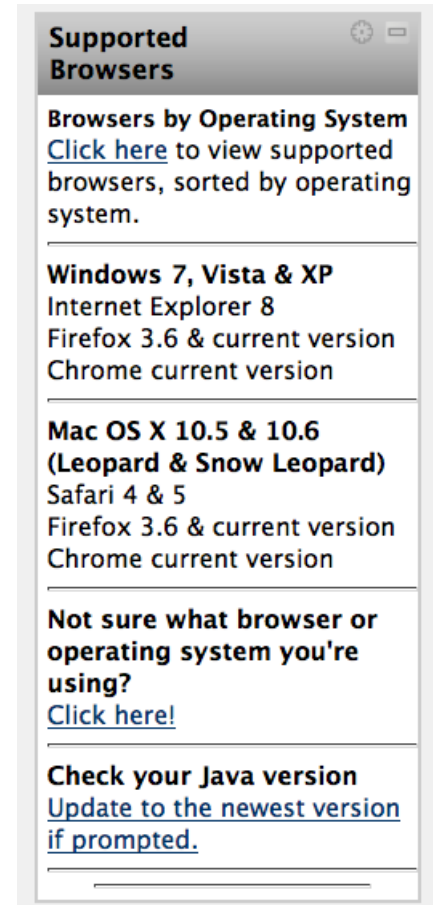 Supported
Browsers
Browsers by Operating System
Click here to view supported
browsers, sorted by operating
system.
Windows 7, Vista & XP
Internet Explorer 8
Firefox 3.6 & current version
Chrome current version
Mac OS X 10.5 & 10.6
(Leopard & Snow Leopard)
Safari 4 & 5
Firefox 3.6 & current version
Chrome current version
Not sure what browser or
operating system you're
using?
Click here!
Check your Java version
Update to the newest version
if prompted.